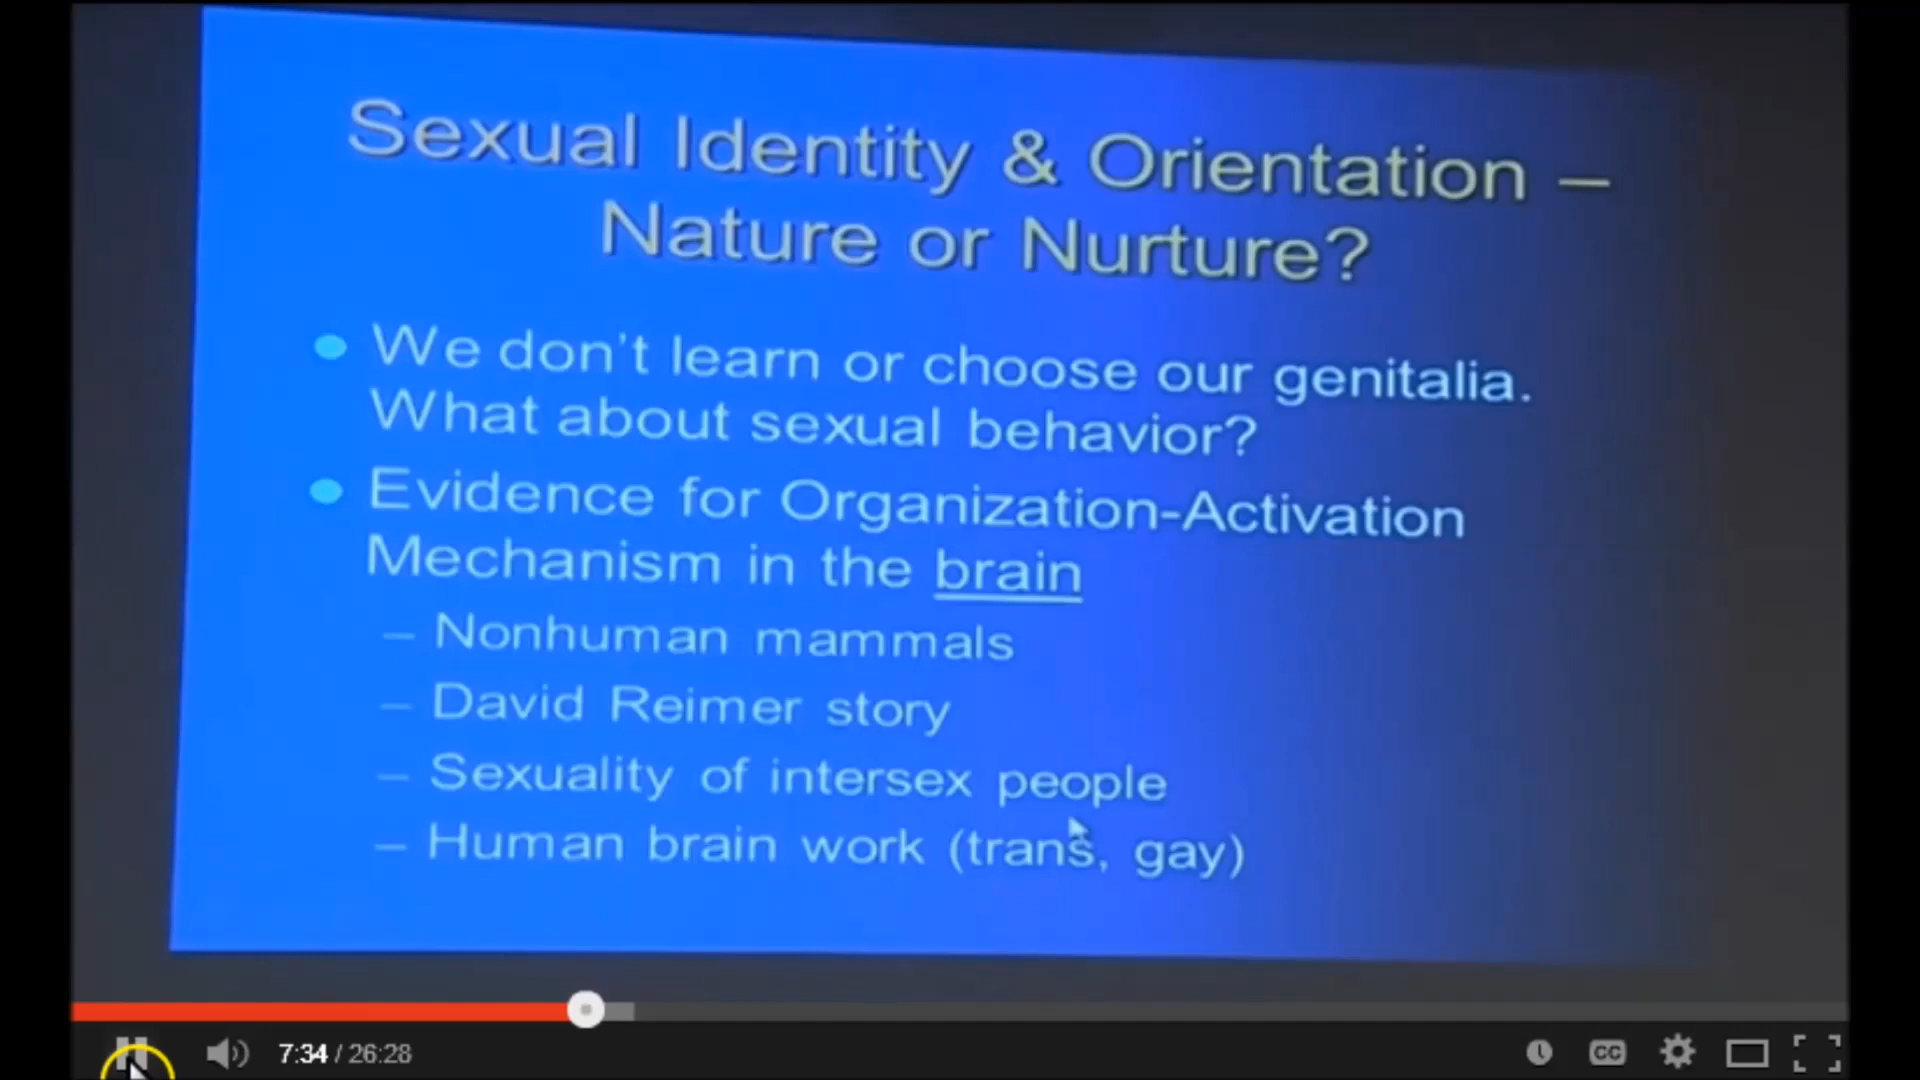 Sexual Identity & Orientation –
Nature or Nurture?
We don't learn or choose our genitalia.
What about sexual behavior?
Evidence for Organization-Activation
Mechanism in the brain
– Nonhuman mammals
– David Reimer story
– Sexuality of intersex people
– Human brain work (trans, gay)
7:34 / 26:28
CC